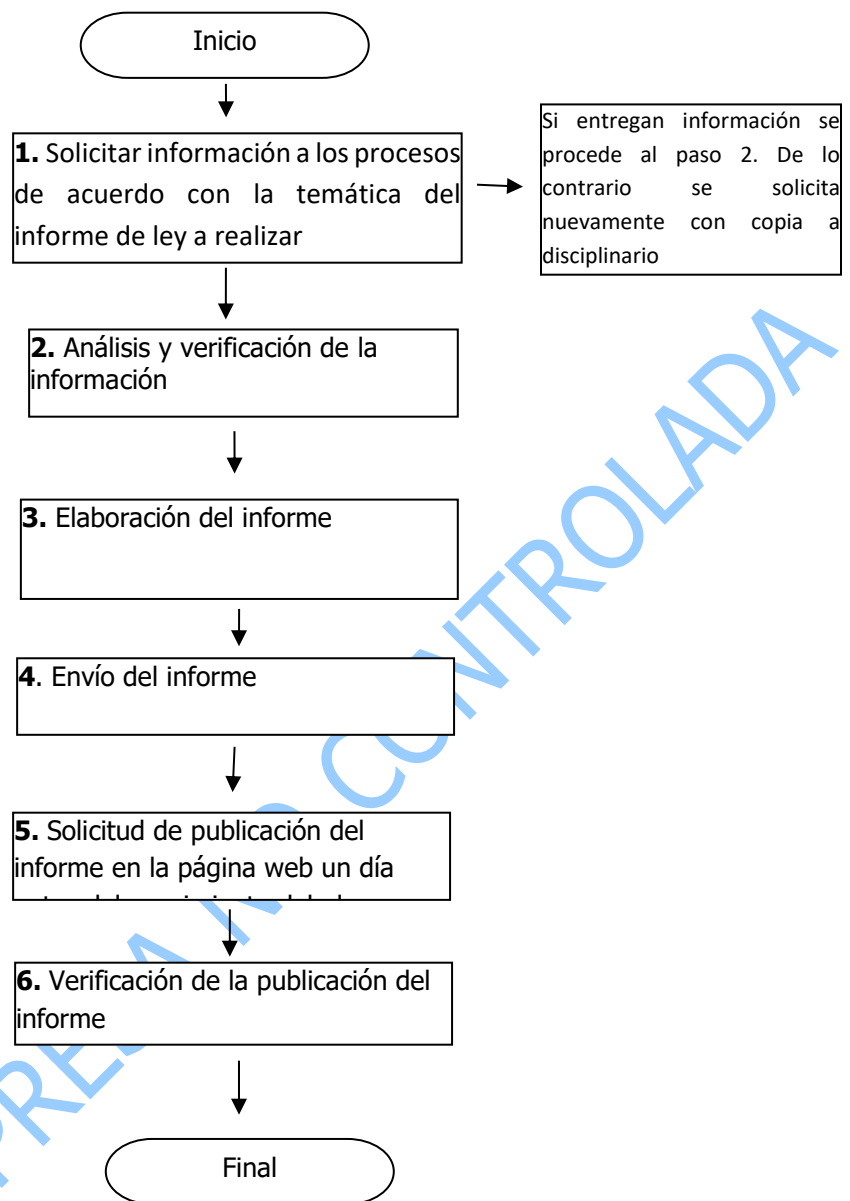 Inicio
1. Solicitar información a los procesos
de acuerdo con la temática del
informe de ley a realizar
Si entregan información se
procede al paso 2. De lo
contrario se solicita
nuevamente con copia a
disciplinario
2. Análisis y verificación de la
información
3. Elaboración del informe
4. Envío del informe
5. Solicitud de publicación del
informe en la página web un día
6. Verificación de la publicación del
informe
Final
CONTROLADA